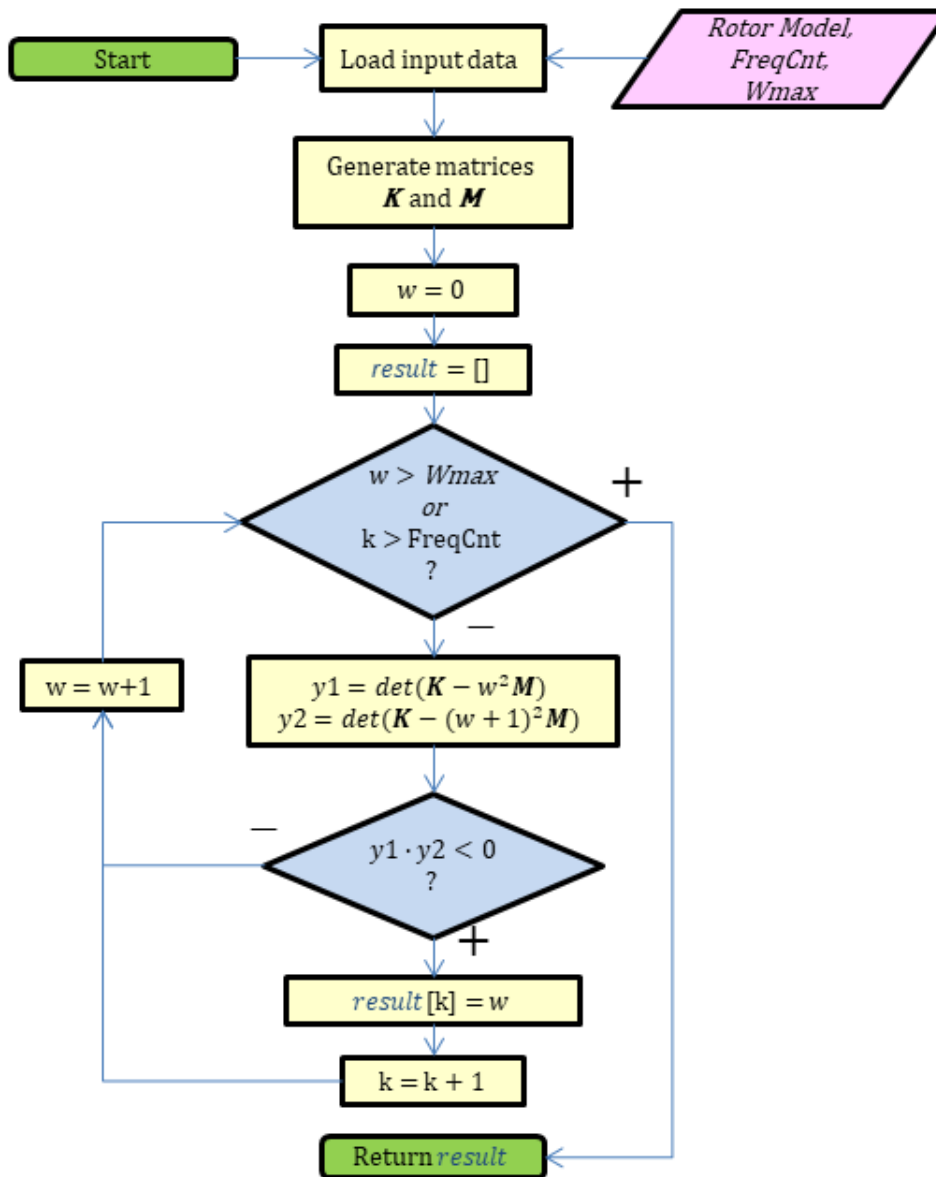 Start
Load input data
Rotor Model,
FreqCnt,
Wmax
Generate matrices
K and M
w = 0
result = []
w > Wmax
or
k > FreqCnt
?
+
−
y1 = det(K − w²M)
y2 = det(K − (w + 1)²M)
w = w+1
−
y1 · y2 < 0
?
+
result[k] = w
k = k + 1
Return result